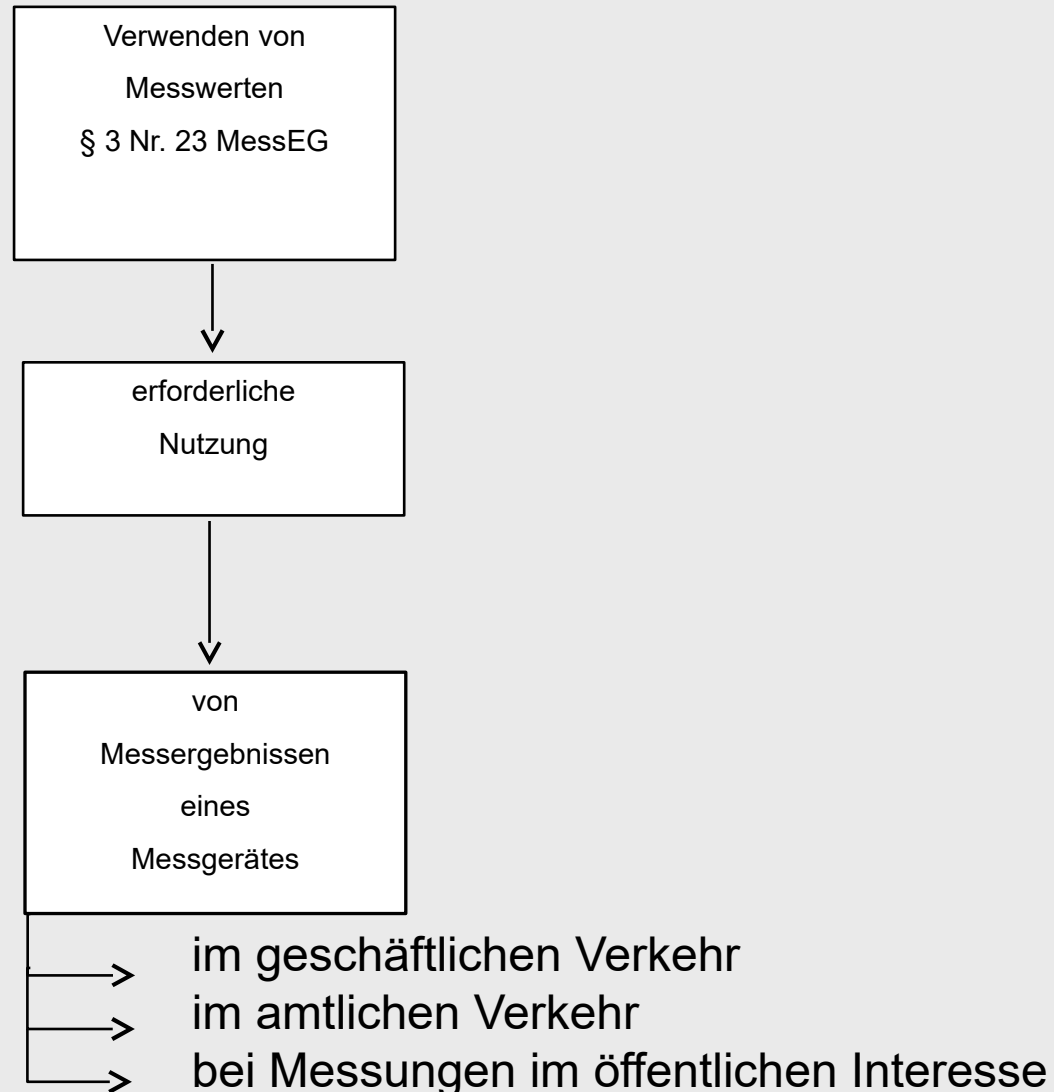 Verwenden von
Messwerten
§ 3 Nr. 23 MessEG
erforderliche
Nutzung
von
Messergebnissen
eines
Messgerätes
im geschäftlichen Verkehr
im amtlichen Verkehr
bei Messungen im öffentlichen Interesse